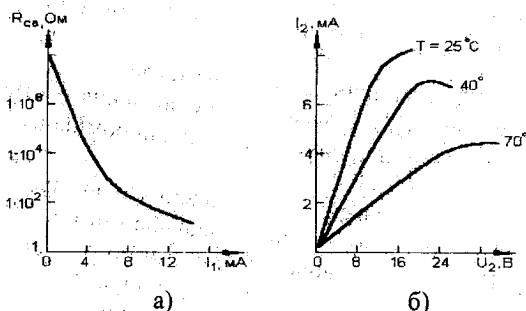 R св, Ом
1·10⁶
1·10⁴
1·10²
1
0 4 8 12 I₁, мА
а)
I₂, мА
6
4
2
0 8 16 24 U₂, В
T = 25°C
40°
70°
б)